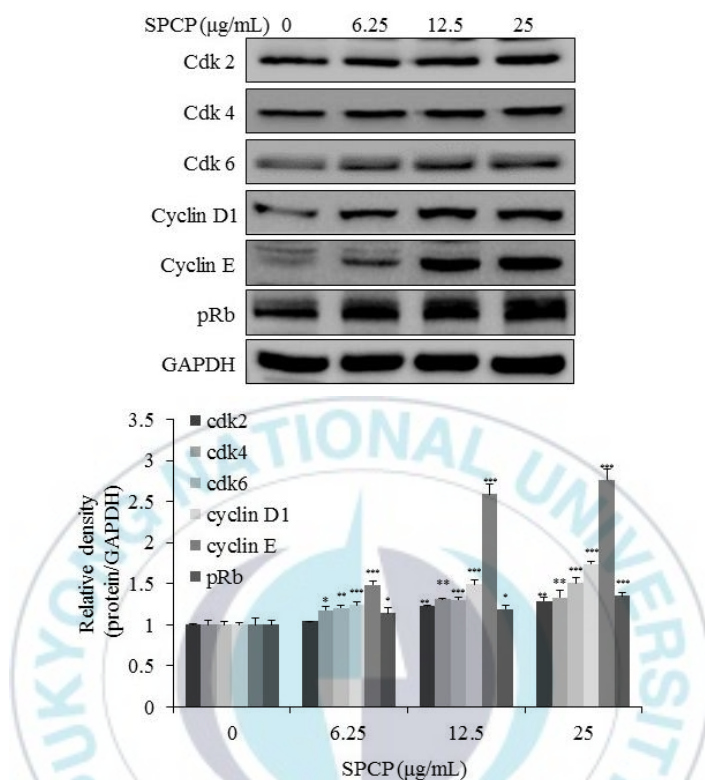 SPCP (μg/mL) 0 6.25 12.5 25
Cdk 2
Cdk 4
Cdk 6
Cyclin D1
Cyclin E
pRb
GAPDH
3.5
3
2.5
2
1.5
1
0.5
0
Relative density
(protein/GAPDH)
cdk2
cdk4
cdk6
cyclin D1
cyclin E
pRb
* ** *** *** *
** ** *** *** *** *
** ** *** *** *** ***
0 6.25 12.5 25
SPCP (μg/mL)
PUKYONG NATIONAL UNIVERSITY